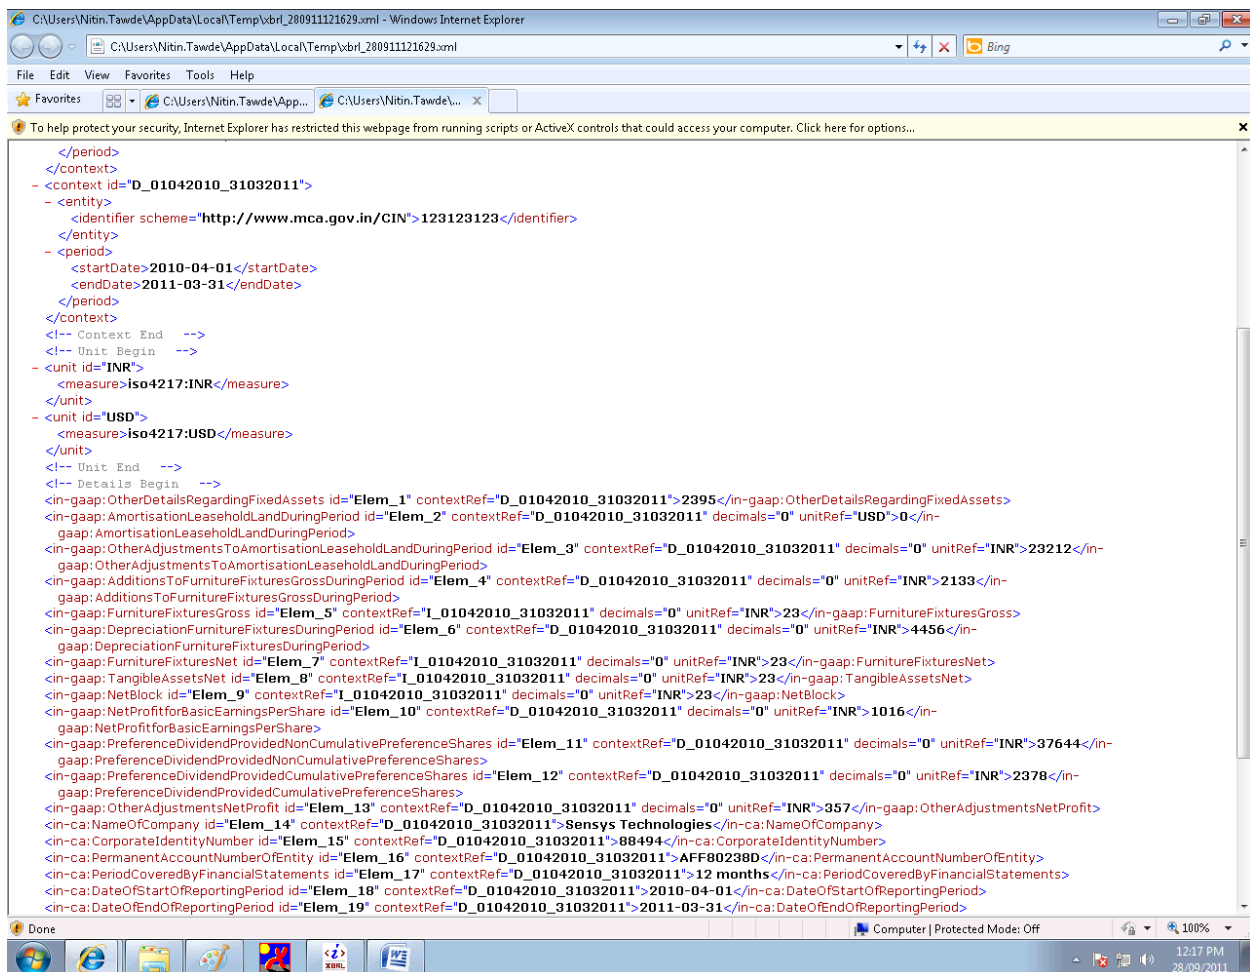 C:\Users\Nitin.Tawde\AppData\Local\Temp\xbrl_280911121629.xml - Windows Internet Explorer
C:\Users\Nitin.Tawde\AppData\Local\Temp\xbrl_280911121629.xml
Bing
File Edit View Favorites Tools Help
Favorites
C:\Users\Nitin.Tawde\App...
C:\Users\Nitin.Tawde\...
To help protect your security, Internet Explorer has restricted this webpage from running scripts or ActiveX controls that could access your computer. Click here for options...
</period>
</context>
- <context id="D_01042010_31032011">
- <entity>
<identifier scheme="http://www.mca.gov.in/CIN">123123123</identifier>
</entity>
- <period>
<startDate>2010-04-01</startDate>
<endDate>2011-03-31</endDate>
</period>
</context>
<!-- Context End -->
<!-- Unit Begin -->
- <unit id="INR">
<measure>iso4217:INR</measure>
</unit>
- <unit id="USD">
<measure>iso4217:USD</measure>
</unit>
<!-- Unit End -->
<!-- Details Begin -->
<in-gaap:OtherDetailsRegardingFixedAssets id="Elem_1" contextRef="D_01042010_31032011">2395</in-gaap:OtherDetailsRegardingFixedAssets>
<in-gaap:AmortisationLeaseholdLandDuringPeriod id="Elem_2" contextRef="D_01042010_31032011" decimals="0" unitRef="USD">0</in-
gaap:AmortisationLeaseholdLandDuringPeriod>
<in-gaap:OtherAdjustmentsToAmortisationLeaseholdLandDuringPeriod id="Elem_3" contextRef="D_01042010_31032011" decimals="0" unitRef="INR">23212</in-
gaap:OtherAdjustmentsToAmortisationLeaseholdLandDuringPeriod>
<in-gaap:AdditionsToFurnitureFixturesGrossDuringPeriod id="Elem_4" contextRef="D_01042010_31032011" decimals="0" unitRef="INR">2133</in-
gaap:AdditionsToFurnitureFixturesGrossDuringPeriod>
<in-gaap:FurnitureFixturesGross id="Elem_5" contextRef="I_01042010_31032011" decimals="0" unitRef="INR">23</in-gaap:FurnitureFixturesGross>
<in-gaap:DepreciationFurnitureFixturesDuringPeriod id="Elem_6" contextRef="D_01042010_31032011" decimals="0" unitRef="INR">4456</in-
gaap:DepreciationFurnitureFixturesDuringPeriod>
<in-gaap:FurnitureFixturesNet id="Elem_7" contextRef="I_01042010_31032011" decimals="0" unitRef="INR">23</in-gaap:FurnitureFixturesNet>
<in-gaap:TangibleAssetsNet id="Elem_8" contextRef="I_01042010_31032011" decimals="0" unitRef="INR">23</in-gaap:TangibleAssetsNet>
<in-gaap:NetBlock id="Elem_9" contextRef="I_01042010_31032011" decimals="0" unitRef="INR">23</in-gaap:NetBlock>
<in-gaap:NetProfitforBasicEarningsPerShare id="Elem_10" contextRef="D_01042010_31032011" decimals="0" unitRef="INR">1016</in-
gaap:NetProfitforBasicEarningsPerShare>
<in-gaap:PreferenceDividendProvidedNonCumulativePreferenceShares id="Elem_11" contextRef="D_01042010_31032011" decimals="0" unitRef="INR">37644</in-
gaap:PreferenceDividendProvidedNonCumulativePreferenceShares>
<in-gaap:PreferenceDividendProvidedCumulativePreferenceShares id="Elem_12" contextRef="D_01042010_31032011" decimals="0" unitRef="INR">2378</in-
gaap:PreferenceDividendProvidedCumulativePreferenceShares>
<in-gaap:OtherAdjustmentsNetProfit id="Elem_13" contextRef="D_01042010_31032011" decimals="0" unitRef="INR">357</in-gaap:OtherAdjustmentsNetProfit>
<in-ca:NameOfCompany id="Elem_14" contextRef="D_01042010_31032011">Sensys Technologies</in-ca:NameOfCompany>
<in-ca:CorporateIdentityNumber id="Elem_15" contextRef="D_01042010_31032011">88494</in-ca:CorporateIdentityNumber>
<in-ca:PermanentAccountNumberOfEntity id="Elem_16" contextRef="D_01042010_31032011">AFF80238D</in-ca:PermanentAccountNumberOfEntity>
<in-ca:PeriodCoveredByFinancialStatements id="Elem_17" contextRef="D_01042010_31032011">12 months</in-ca:PeriodCoveredByFinancialStatements>
<in-ca:DateOfStartOfReportingPeriod id="Elem_18" contextRef="D_01042010_31032011">2010-04-01</in-ca:DateOfStartOfReportingPeriod>
<in-ca:DateOfEndOfReportingPeriod id="Elem_19" contextRef="D_01042010_31032011">2011-03-31</in-ca:DateOfEndOfReportingPeriod>
Done
Computer | Protected Mode: Off
100%
XBRL
12:17 PM
28/09/2011